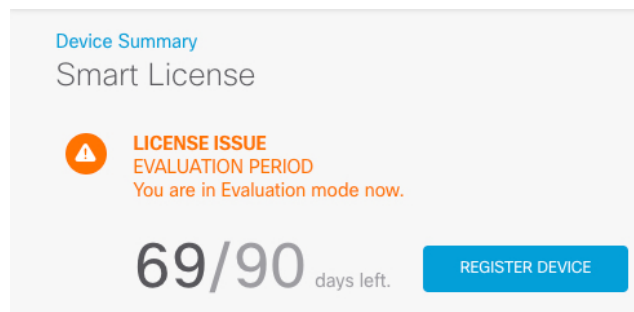 Device Summary
Smart License
LICENSE ISSUE
EVALUATION PERIOD
You are in Evaluation mode now.
69/90 days left.
REGISTER DEVICE